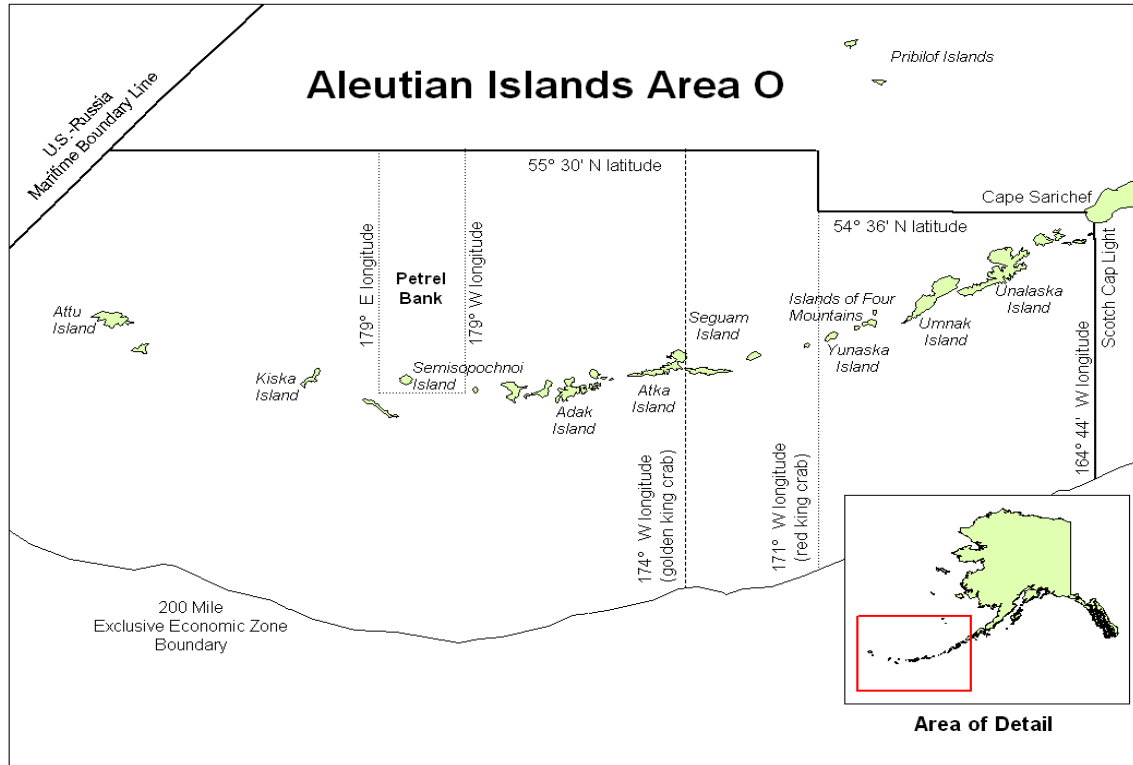 Pribilof Islands
Aleutian Islands Area O
U.S.-Russia
Maritime Boundary Line
55° 30' N latitude
Cape Sarichef
54° 36' N latitude
179° E longitude
Petrel
Bank
179° W longitude
Scotch Cap Light
Attu
Island
Seguam
Island
Islands of Four
Mountains
Unalaska
Island
Umnak
Island
Yunaska
Island
Kiska
Island
Semisopochnoi
Island
Adak
Island
Atka
Island
164° 44' W longitude
174° W longitude
(golden king crab)
171° W longitude
(red king crab)
200 Mile
Exclusive Economic Zone
Boundary
Area of Detail